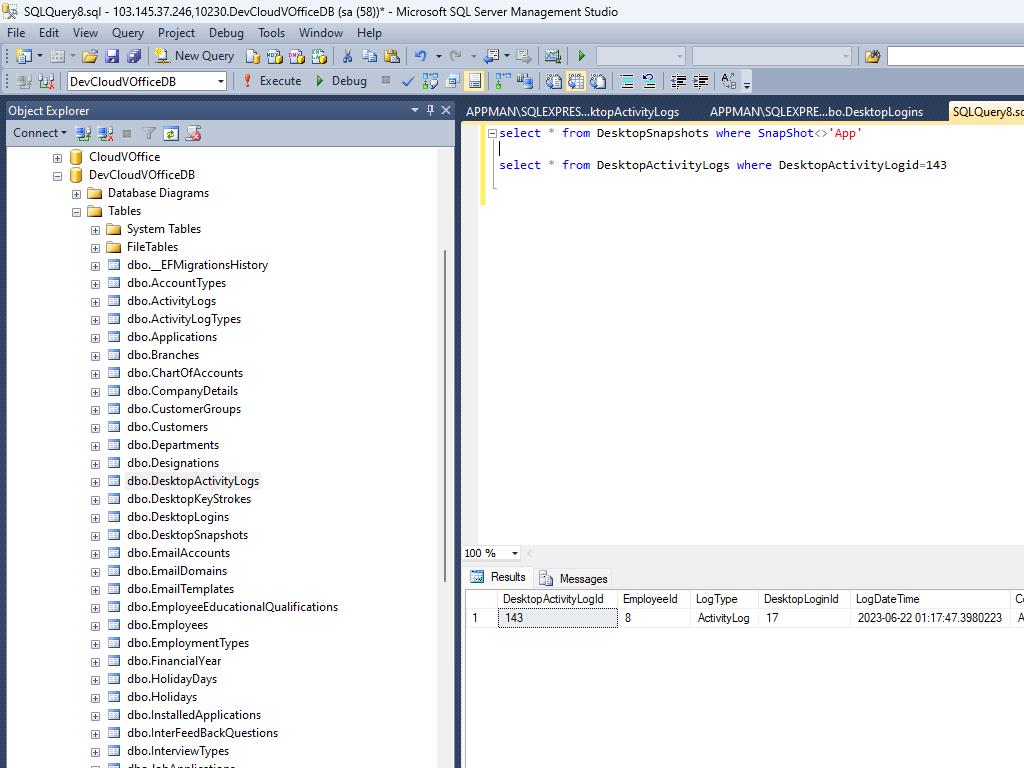 SQLQuery8.sql - 103.145.37.246,10230.DevCloudVOfficeDB (sa (58))* - Microsoft SQL Server Management Studio
File Edit View Query Project Debug Tools Window Help
New Query
DevCloudVOfficeDB Execute Debug
Object Explorer
Connect
CloudVOffice
DevCloudVOfficeDB
Database Diagrams
Tables
System Tables
FileTables
dbo.__EFMigrationsHistory
dbo.AccountTypes
dbo.ActivityLogs
dbo.ActivityLogTypes
dbo.Applications
dbo.Branches
dbo.ChartOfAccounts
dbo.CompanyDetails
dbo.CustomerGroups
dbo.Customers
dbo.Departments
dbo.Designations
dbo.DesktopActivityLogs
dbo.DesktopKeyStrokes
dbo.DesktopLogins
dbo.DesktopSnapshots
dbo.EmailAccounts
dbo.EmailDomains
dbo.EmailTemplates
dbo.EmployeeEducationalQualifications
dbo.Employees
dbo.EmploymentTypes
dbo.FinancialYear
dbo.HolidayDays
dbo.Holidays
dbo.InstalledApplications
dbo.InterFeedBackQuestions
dbo.InterviewTypes
APPMAN\SQLEXPRES...ktopActivityLogs APPMAN\SQLEXPRE...bo.DesktopLogins SQLQuery8.sq
select * from DesktopSnapshots where SnapShot<>'App'
select * from DesktopActivityLogs where DesktopActivityLogid=143
100 %
Results Messages
DesktopActivityLogId EmployeeId LogType DesktopLoginId LogDateTime
1 143 8 ActivityLog 17 2023-06-22 01:17:47.3980223